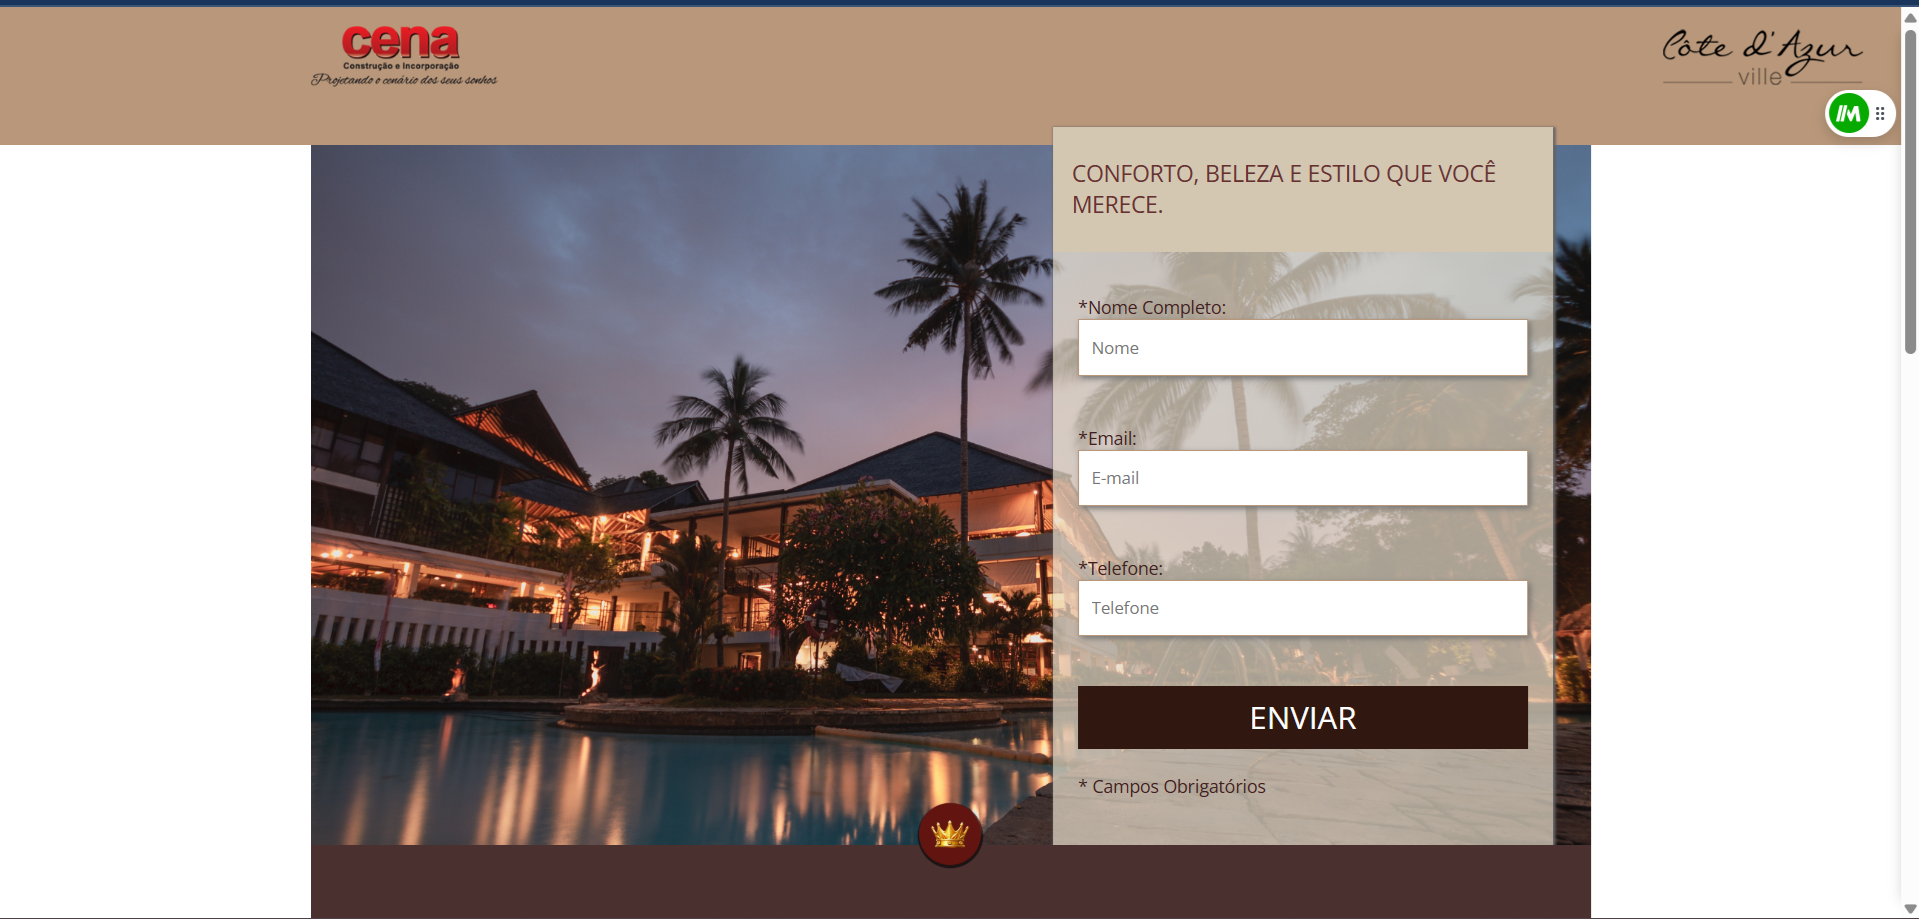 cena
Construção e Incorporação
Projetando o cenário dos seus sonhos
Côte d'Azur
ville
CONFORTO, BELEZA E ESTILO QUE VOCÊ
MERECE.
*Nome Completo:
Nome
*Email:
E-mail
*Telefone:
Telefone
ENVIAR
* Campos Obrigatórios